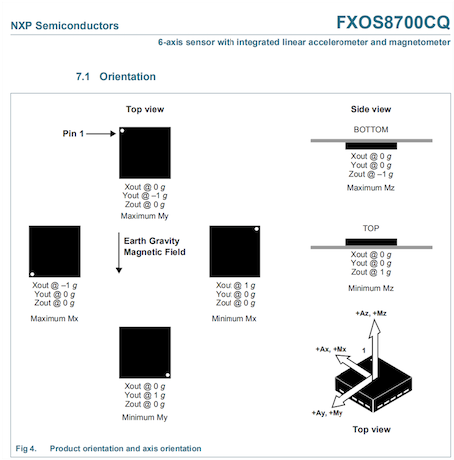 NXP Semiconductors
FXOS8700CQ
6-axis sensor with integrated linear accelerometer and magnetometer
7.1 Orientation
Top view
Side view
Pin 1
Xout @ 0 g
Yout @ –1 g
Zout @ 0 g
Maximum My
BOTTOM
Xout @ 0 g
Yout @ 0 g
Zout @ –1 g
Maximum Mz
Earth Gravity
Magnetic Field
Xout @ –1 g
Yout @ 0 g
Zout @ 0 g
Maximum Mx
Xout @ 1 g
Yout @ 0 g
Zout @ 0 g
Minimum Mx
TOP
Xout @ 0 g
Yout @ 0 g
Zout @ 1 g
Minimum Mz
Xout @ 0 g
Yout @ 1 g
Zout @ 0 g
Minimum My
+Az, +Mz
+Ax, +Mx
1
+Ay, +My
Top view
Fig 4. Product orientation and axis orientation